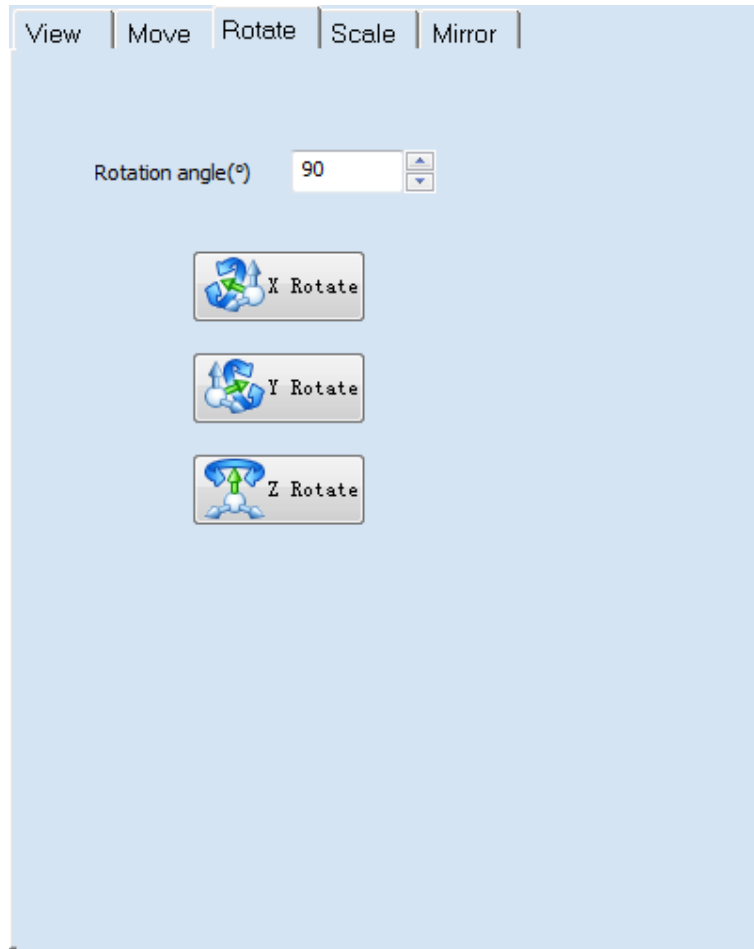 View Move Rotate Scale Mirror
Rotation angle(°) 90
X Rotate
Y Rotate
Z Rotate